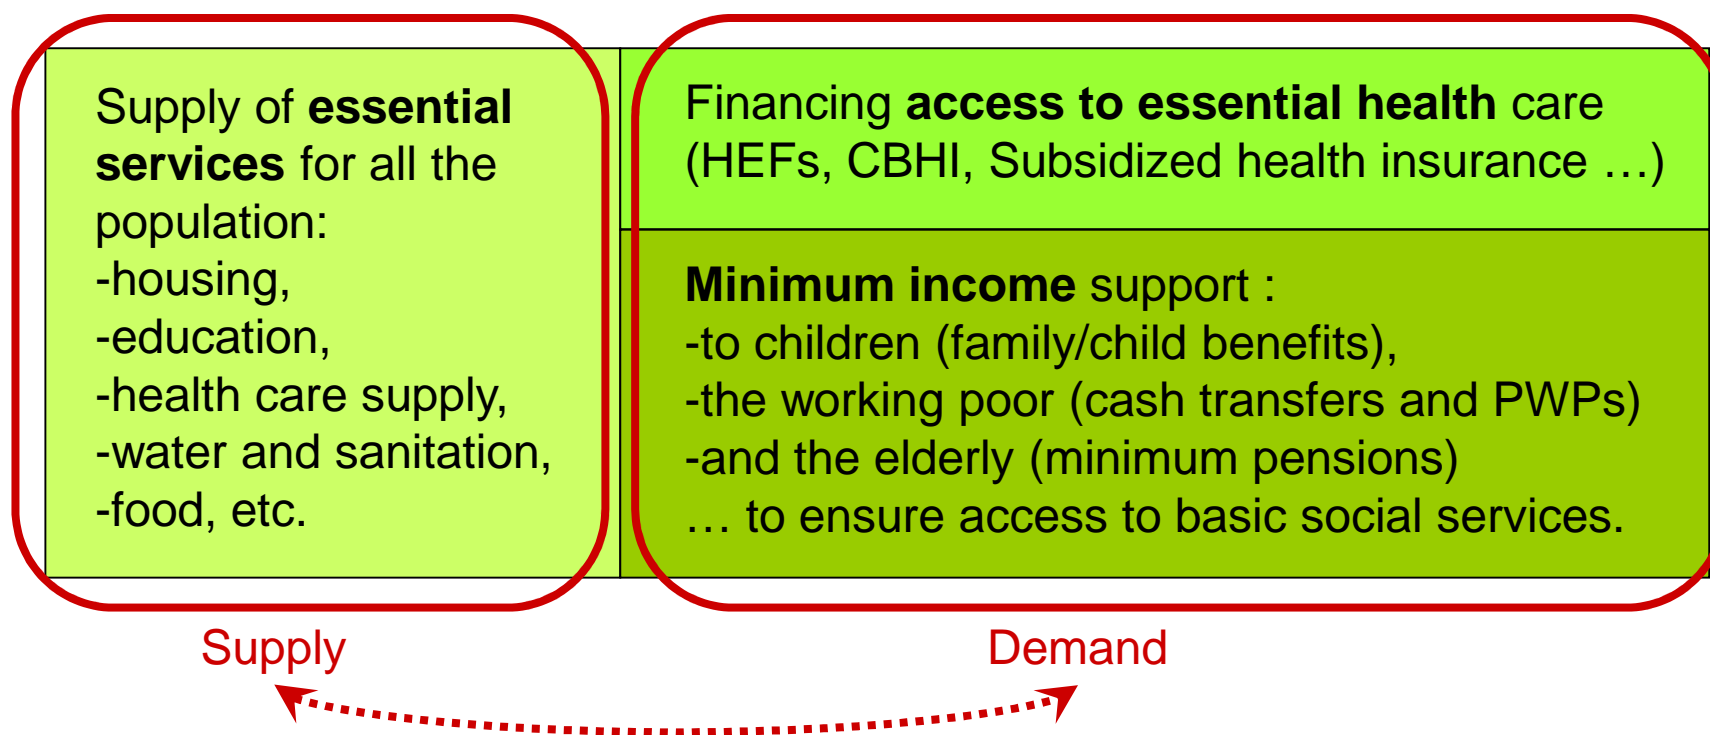 Supply of essential
services for all the
population:
-housing,
-education,
-health care supply,
-water and sanitation,
-food, etc.
Financing access to essential health care
(HEFs, CBHI, Subsidized health insurance …)
Minimum income support :
-to children (family/child benefits),
-the working poor (cash transfers and PWPs)
-and the elderly (minimum pensions)
… to ensure access to basic social services.
Supply
Demand